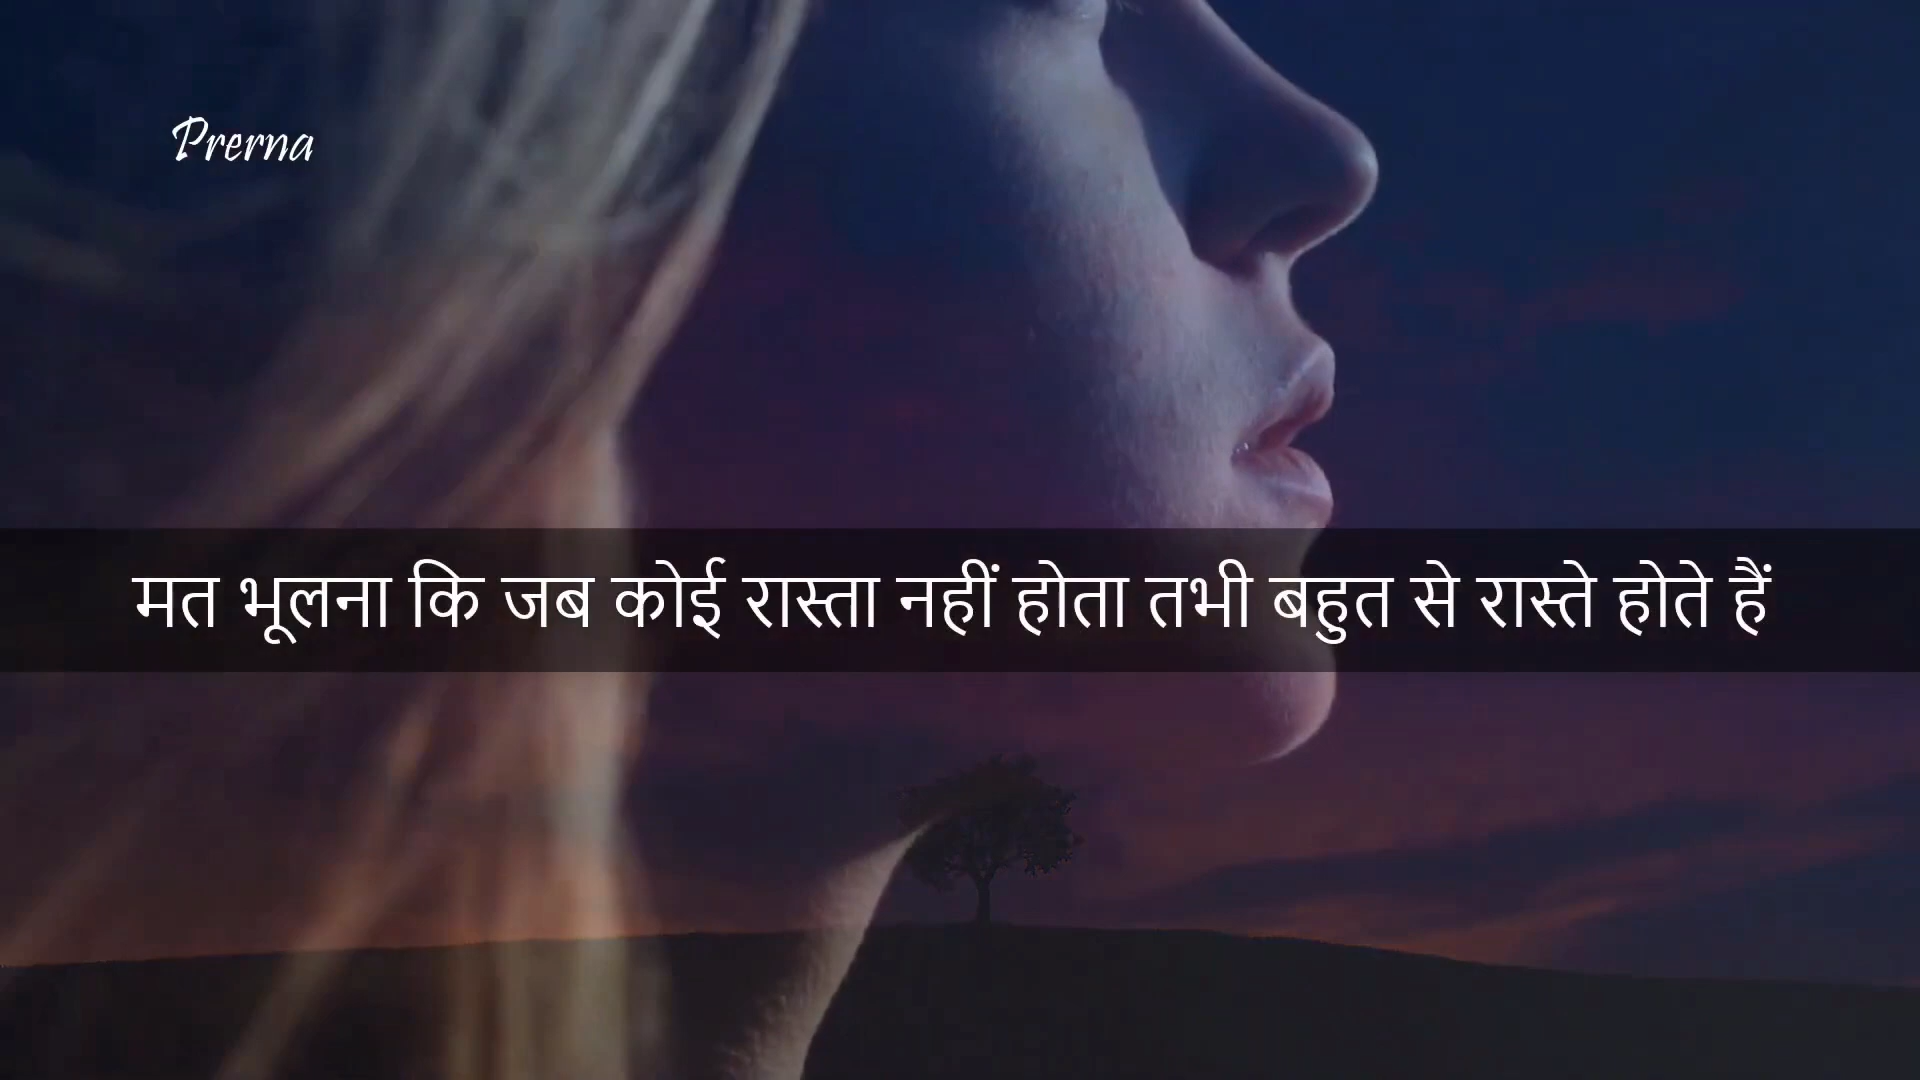 Prerna
मत भूलना कि जब कोई रास्ता नहीं होता तभी बहुत से रास्ते होते हैं